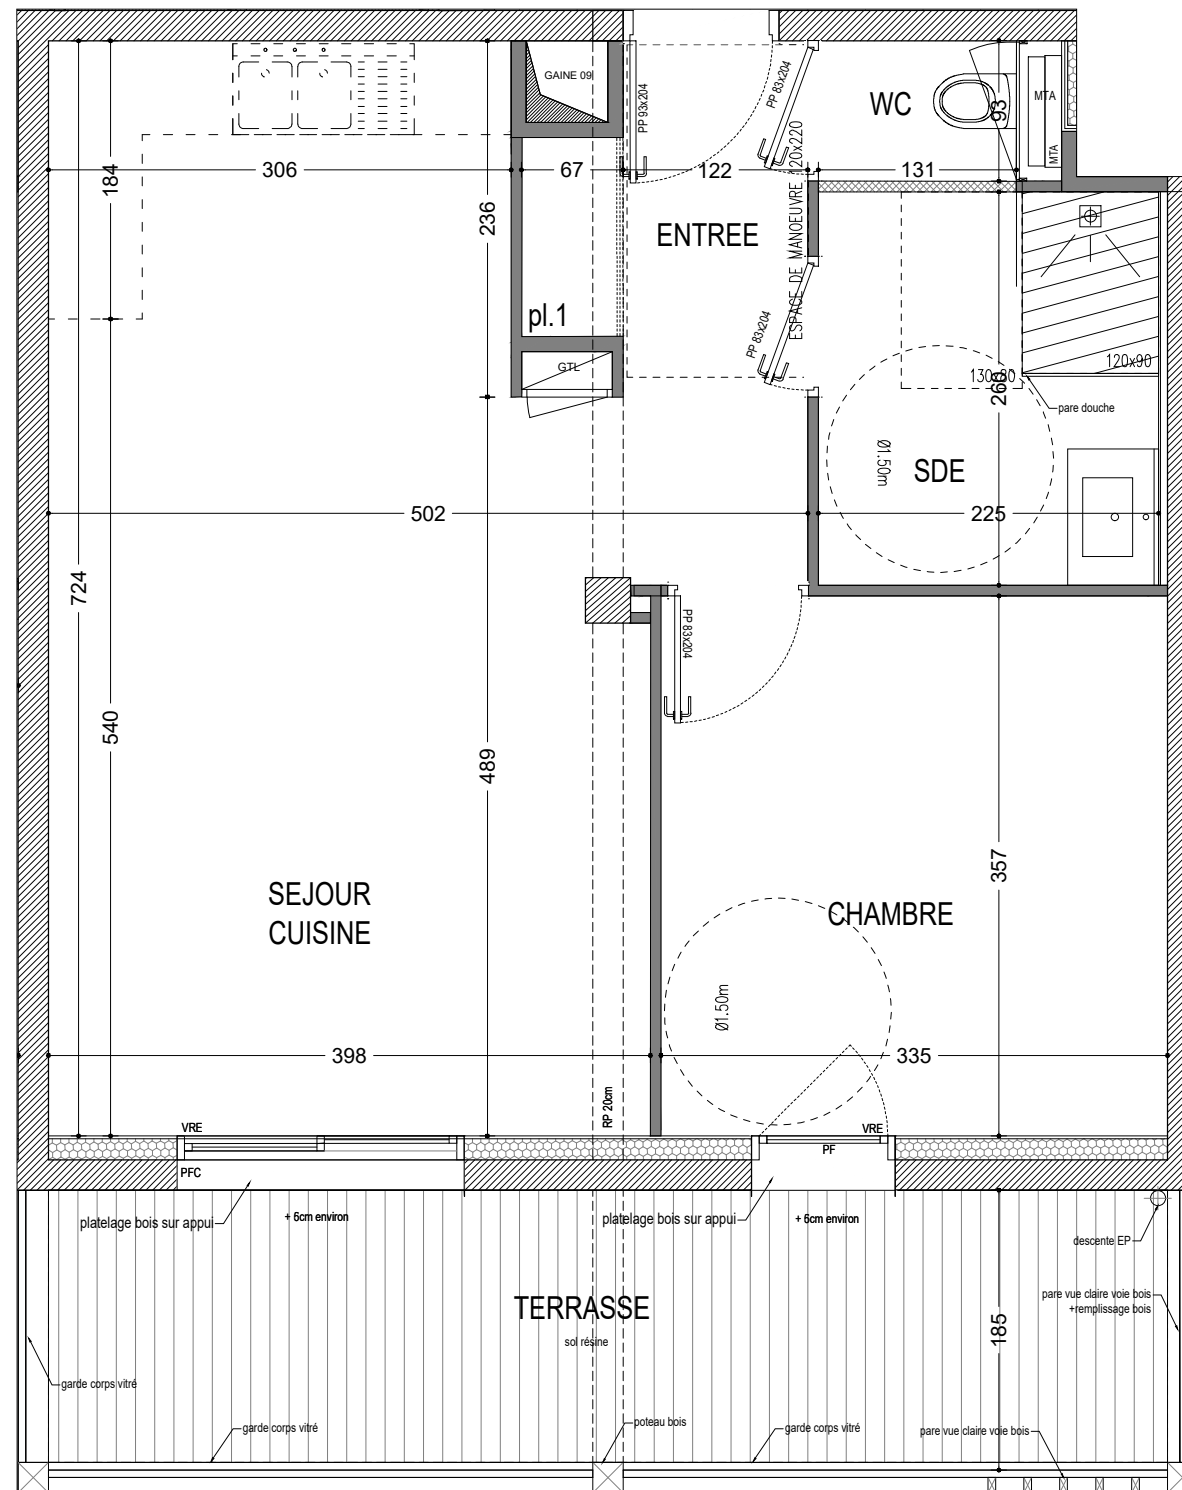 GAINE 09
PP 93x204
PP 83x204
WC
93
MTA
MTA
184
306
67
122
131
236
ENTREE
ESPACE DE MANOEUVRE 120x220
pl.1
GTL
PP 83x204
120x90
130x80
260
pare douche
Ø1.50m
SDE
502
225
724
PP 83x204
540
489
357
SEJOUR
CUISINE
CHAMBRE
Ø1.50m
398
335
RP 20cm
VRE
VRE
PFC
PF
platelage bois sur appui
+ 6cm environ
platelage bois sur appui
+ 6cm environ
descente EP
TERRASSE
sol résine
pare vue claire voie bois
+remplissage bois
185
garde corps vitré
garde corps vitré
poteau bois
garde corps vitré
pare vue claire voie bois